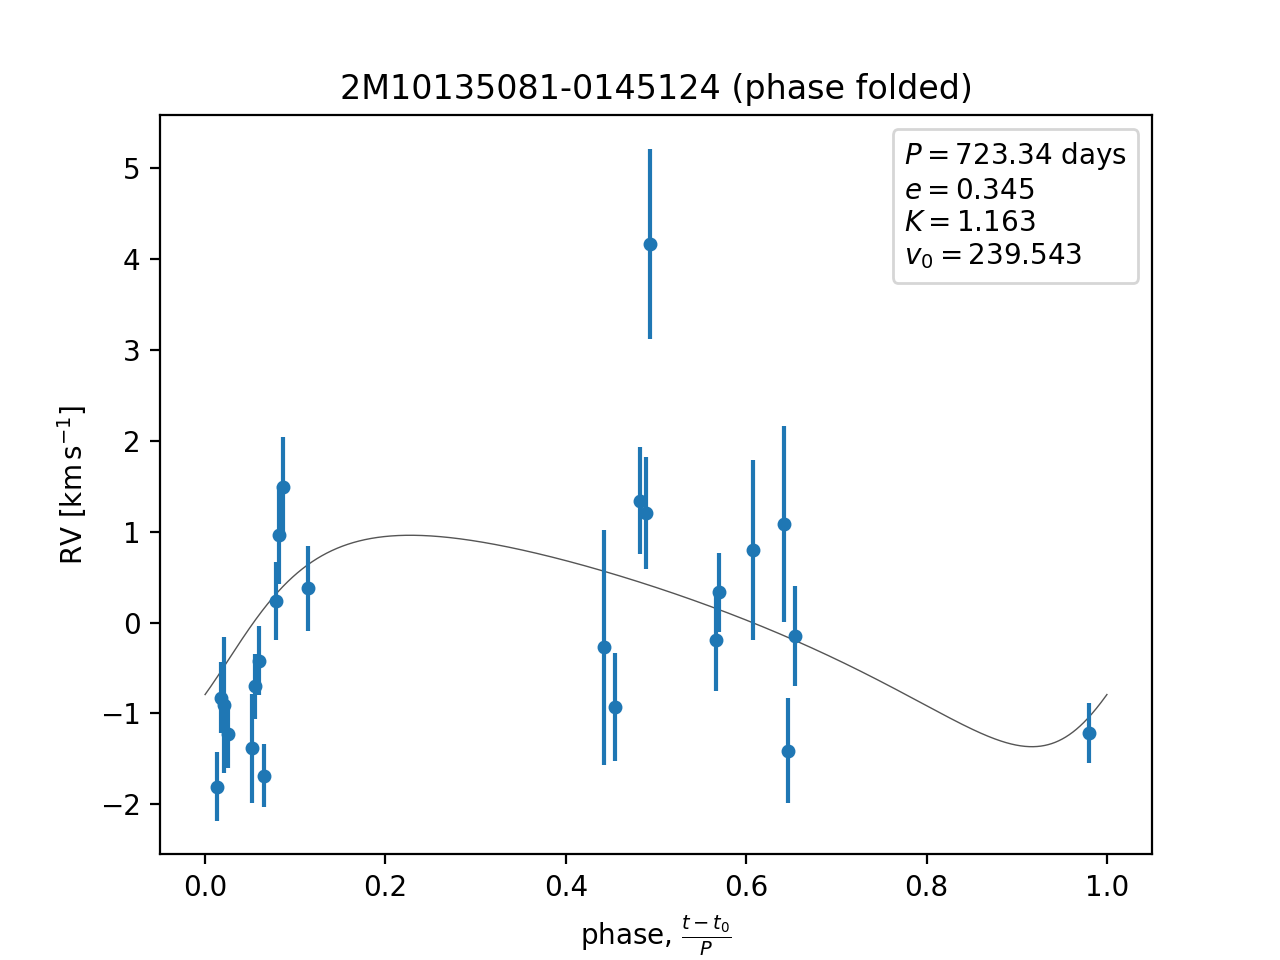 2M10135081-0145124 (phase folded)
P = 723.34 days
e = 0.345
K = 1.163
v₀ = 239.543
5
4
3
2
1
0
−1
−2
RV [km s⁻¹]
0.0 0.2 0.4 0.6 0.8 1.0
phase, (t − t₀)/P